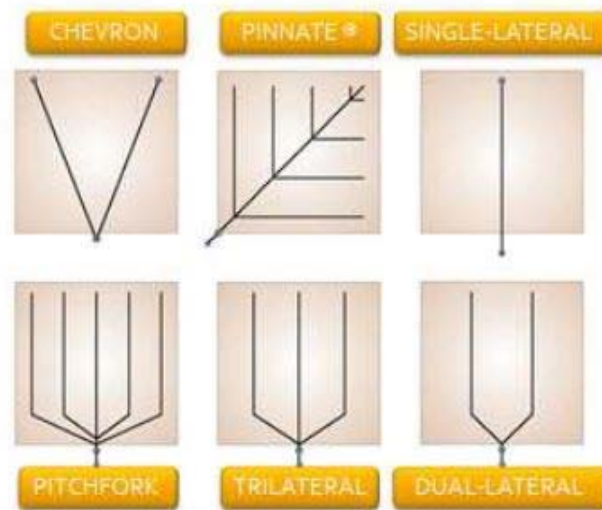 CHEVRON
PINNATE ®
SINGLE-LATERAL
PITCHFORK
TRILATERAL
DUAL-LATERAL